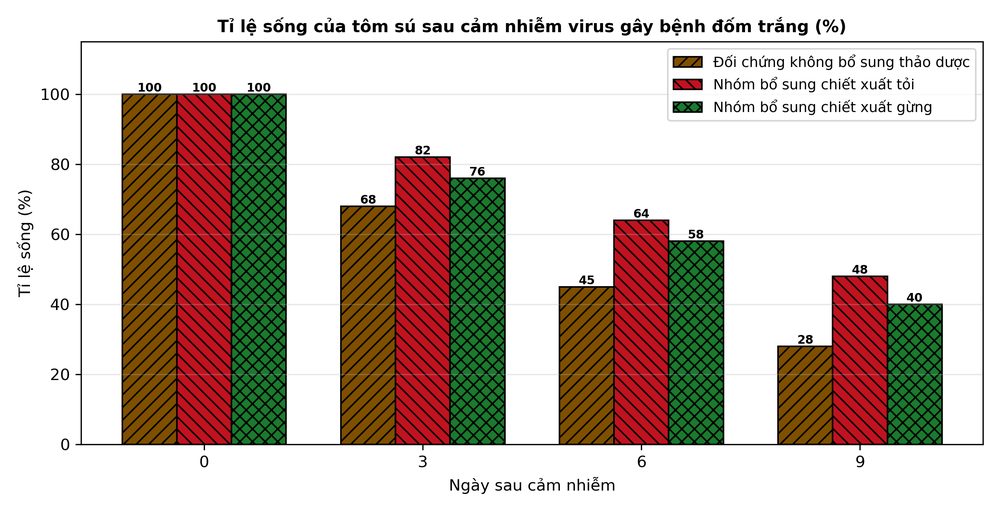 Tỉ lệ sống của tôm sú sau cảm nhiễm virus gây bệnh đốm trắng (%)
Đối chứng không bổ sung thảo dược
Nhóm bổ sung chiết xuất tỏi
Nhóm bổ sung chiết xuất gừng
Tỉ lệ sống (%)
100
80
60
40
20
0
100 100 100
68 82 76
45 64 58
28 48 40
0 3 6 9
Ngày sau cảm nhiễm